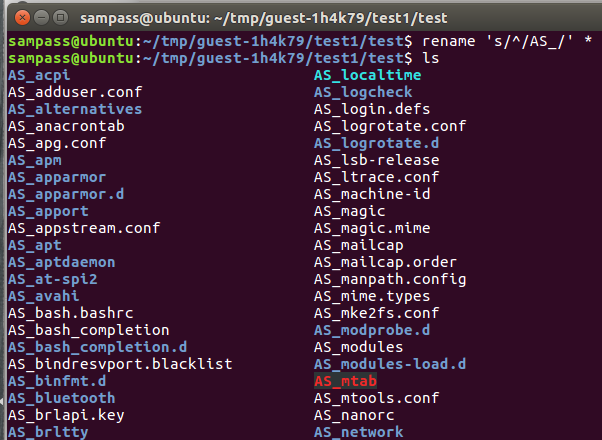 sampass@ubuntu: ~/tmp/guest-1h4k79/test1/test
sampass@ubuntu:~/tmp/guest-1h4k79/test1/test$ rename 's/^/AS_/' *
sampass@ubuntu:~/tmp/guest-1h4k79/test1/test$ ls
AS_acpi AS_localtime
AS_adduser.conf AS_logcheck
AS_alternatives AS_login.defs
AS_anacrontab AS_logrotate.conf
AS_apg.conf AS_logrotate.d
AS_apm AS_lsb-release
AS_apparmor AS_ltrace.conf
AS_apparmor.d AS_machine-id
AS_apport AS_magic
AS_appstream.conf AS_magic.mime
AS_apt AS_mailcap
AS_aptdaemon AS_mailcap.order
AS_at-spi2 AS_manpath.config
AS_avahi AS_mime.types
AS_bash.bashrc AS_mke2fs.conf
AS_bash_completion AS_modprobe.d
AS_bash_completion.d AS_modules
AS_bindresvport.blacklist AS_modules-load.d
AS_binfmt.d AS_mtab
AS_bluetooth AS_mtools.conf
AS_brlapi.key AS_nanorc
AS_brltty AS_network